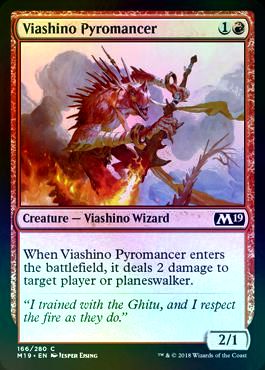 Viashino Pyromancer 1
Creature — Viashino Wizard M19
When Viashino Pyromancer enters
the battlefield, it deals 2 damage to
target player or planeswalker.
“I trained with the Ghitu, and I respect
the fire as they do.”
2/1
166/280 C
M19 • EN JESPER EJSING
™ & © 2018 Wizards of the Coast